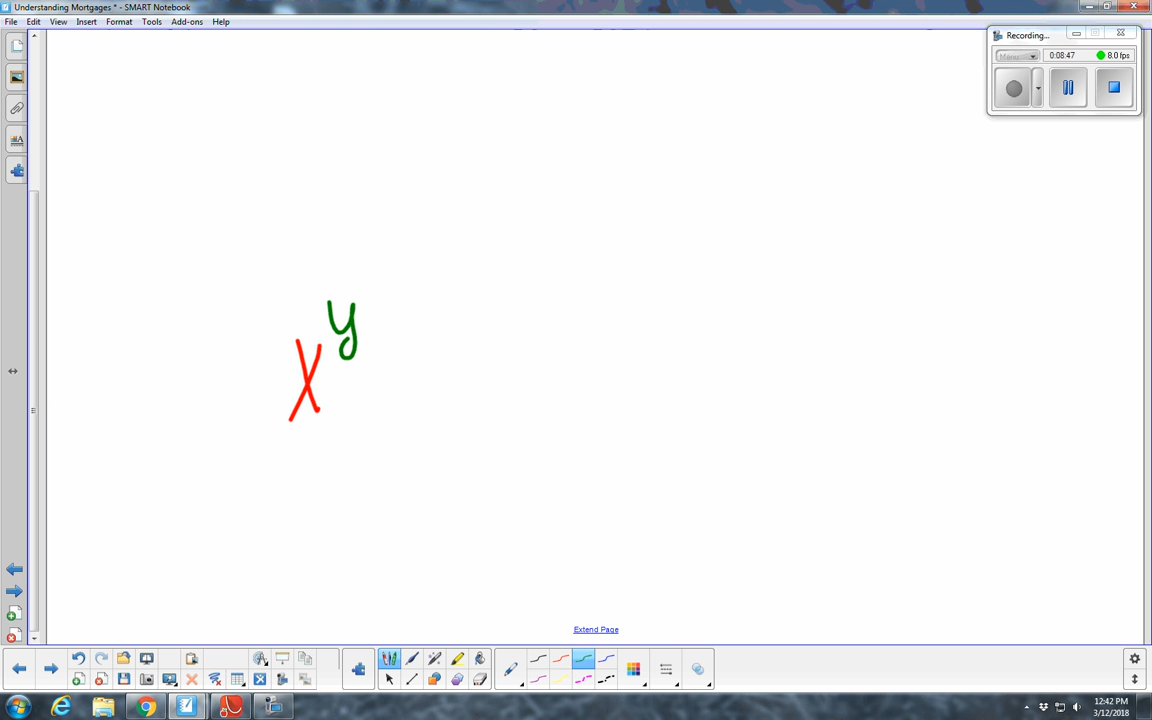 Understanding Mortgages * - SMART Notebook
File Edit View Insert Format Tools Add-ons Help
Recording...
Menu
0:08:47 8.0 fps
y
X
Extend Page
12:42 PM
3/12/2018